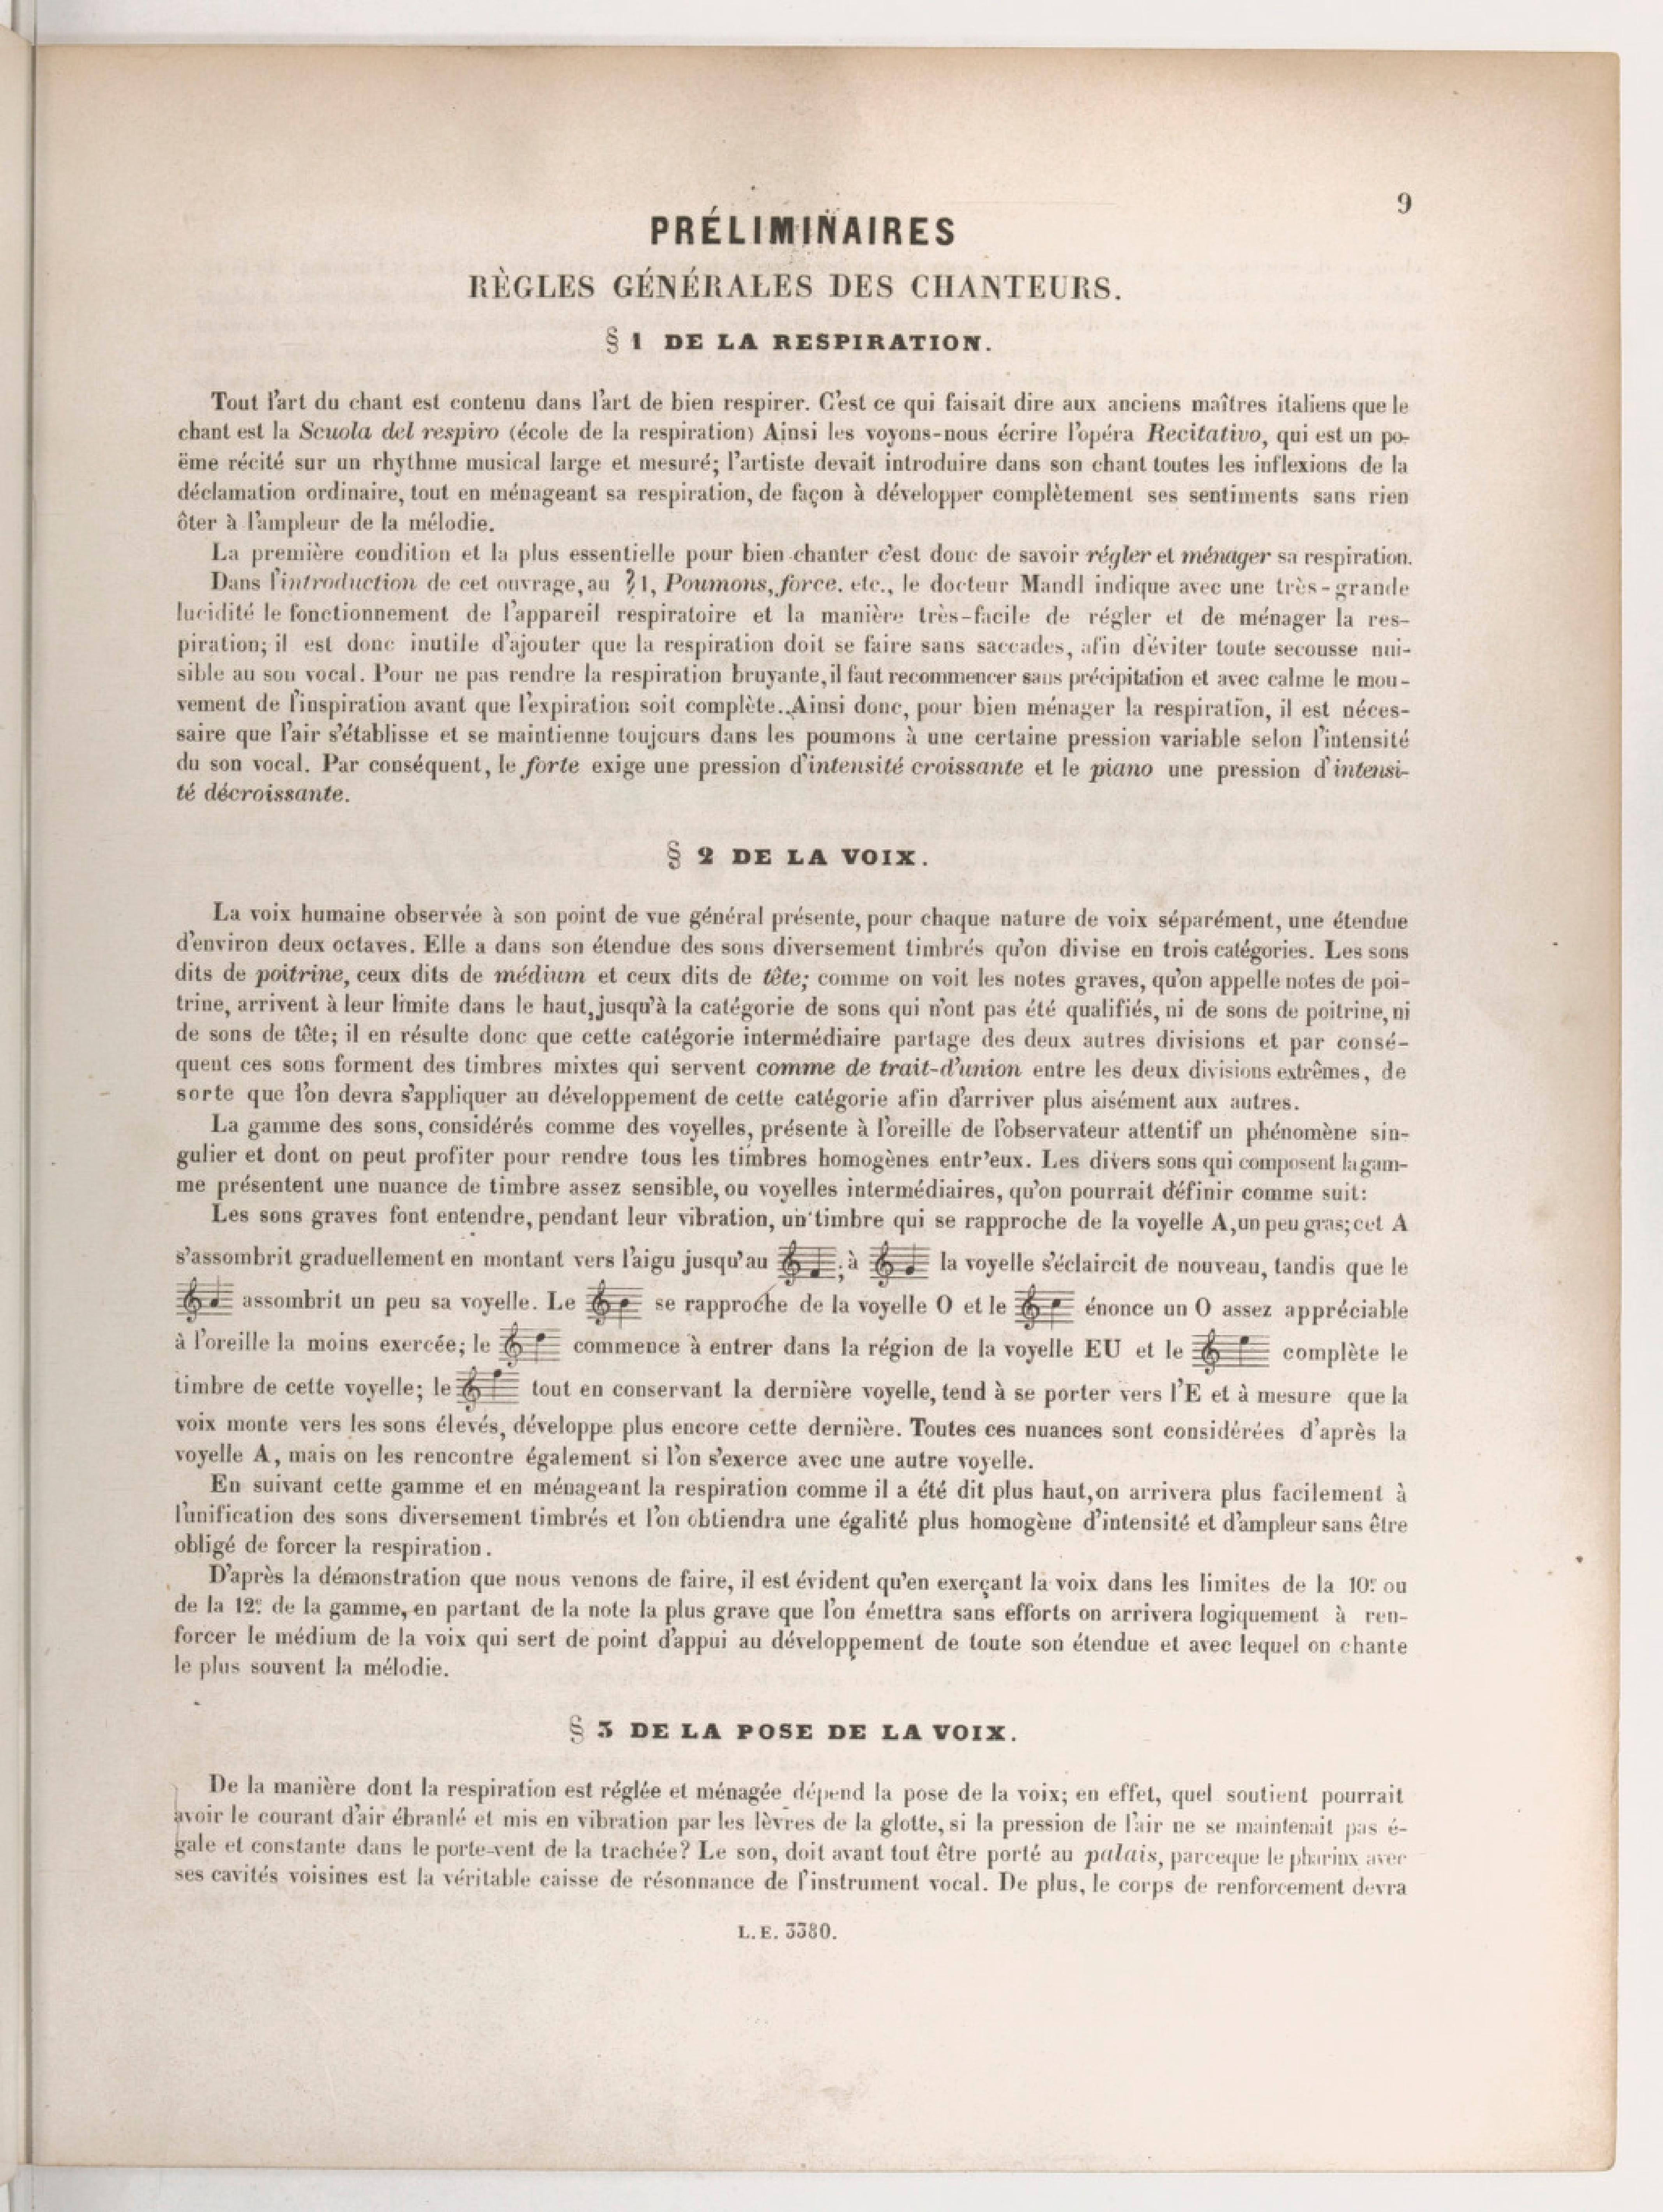 9
PRÉLIMINAIRES
RÈGLES GÉNÉRALES DES CHANTEURS.
§ 1 DE LA RESPIRATION.
Tout l'art du chant est contenu dans l'art de bien respirer. C'est ce qui faisait dire aux anciens maîtres italiens que le
chant est la Scuola del respiro (école de la respiration) Ainsi les voyons-nous écrire l'opéra Recitativo, qui est un po-
ëme récité sur un rhythme musical large et mesuré; l'artiste devait introduire dans son chant toutes les inflexions de la
déclamation ordinaire, tout en ménageant sa respiration, de façon à développer complètement ses sentiments sans rien
ôter à l'ampleur de la mélodie.
La première condition et la plus essentielle pour bien chanter c'est donc de savoir régler et ménager sa respiration.
Dans l'introduction de cet ouvrage, au § 1, Poumons, force. etc., le docteur Mandl indique avec une très-grande
lucidité le fonctionnement de l'appareil respiratoire et la manière très-facile de régler et de ménager la res-
piration; il est donc inutile d'ajouter que la respiration doit se faire sans saccades, afin d'éviter toute secousse nui-
sible au son vocal. Pour ne pas rendre la respiration bruyante, il faut recommencer sans précipitation et avec calme le mou-
vement de l'inspiration avant que l'expiration soit complète. Ainsi donc, pour bien ménager la respiration, il est néces-
saire que l'air s'établisse et se maintienne toujours dans les poumons à une certaine pression variable selon l'intensité
du son vocal. Par conséquent, le forte exige une pression d'intensité croissante et le piano une pression d'intensi-
té décroissante.
§ 2 DE LA VOIX.
La voix humaine observée à son point de vue général présente, pour chaque nature de voix séparément, une étendue
d'environ deux octaves. Elle a dans son étendue des sons diversement timbrés qu'on divise en trois catégories. Les sons
dits de poitrine, ceux dits de médium et ceux dits de tête; comme on voit les notes graves, qu'on appelle notes de poi-
trine, arrivent à leur limite dans le haut, jusqu'à la catégorie de sons qui n'ont pas été qualifiés, ni de sons de poitrine, ni
de sons de tête; il en résulte donc que cette catégorie intermédiaire partage des deux autres divisions et par consé-
quent ces sons forment des timbres mixtes qui servent comme de trait-d'union entre les deux divisions extrêmes, de
sorte que l'on devra s'appliquer au développement de cette catégorie afin d'arriver plus aisément aux autres.
La gamme des sons, considérés comme des voyelles, présente à l'oreille de l'observateur attentif un phénomène sin-
gulier et dont on peut profiter pour rendre tous les timbres homogènes entr'eux. Les divers sons qui composent la gam-
me présentent une nuance de timbre assez sensible, ou voyelles intermédiaires, qu'on pourrait définir comme suit:
Les sons graves font entendre, pendant leur vibration, un timbre qui se rapproche de la voyelle A, un peu gras; cet A
s'assombrit graduellement en montant vers l'aigu jusqu'au ; à la voyelle s'éclaircit de nouveau, tandis que le
assombrit un peu sa voyelle. Le se rapproche de la voyelle O et le énonce un O assez appréciable
à l'oreille la moins exercée; le commence à entrer dans la région de la voyelle EU et le complète le
timbre de cette voyelle; le tout en conservant la dernière voyelle, tend à se porter vers l'E et à mesure que la
voix monte vers les sons élevés, développe plus encore cette dernière. Toutes ces nuances sont considérées d'après la
voyelle A, mais on les rencontre également si l'on s'exerce avec une autre voyelle.
En suivant cette gamme et en ménageant la respiration comme il a été dit plus haut, on arrivera plus facilement à
l'unification des sons diversement timbrés et l'on obtiendra une égalité plus homogène d'intensité et d'ampleur sans être
obligé de forcer la respiration.
D'après la démonstration que nous venons de faire, il est évident qu'en exerçant la voix dans les limites de la 10e ou
de la 12e de la gamme, en partant de la note la plus grave que l'on émettra sans efforts on arrivera logiquement à ren-
forcer le médium de la voix qui sert de point d'appui au développement de toute son étendue et avec lequel on chante
le plus souvent la mélodie.
§ 3 DE LA POSE DE LA VOIX.
De la manière dont la respiration est réglée et ménagée dépend la pose de la voix; en effet, quel soutient pourrait
avoir le courant d'air ébranlé et mis en vibration par les lèvres de la glotte, si la pression de l'air ne se maintenait pas é-
gale et constante dans le porte-vent de la trachée? Le son, doit avant tout être porté au palais, parceque le pharinx avec
ses cavités voisines est la véritable caisse de résonnance de l'instrument vocal. De plus, le corps de renforcement devra
L. E. 3380.